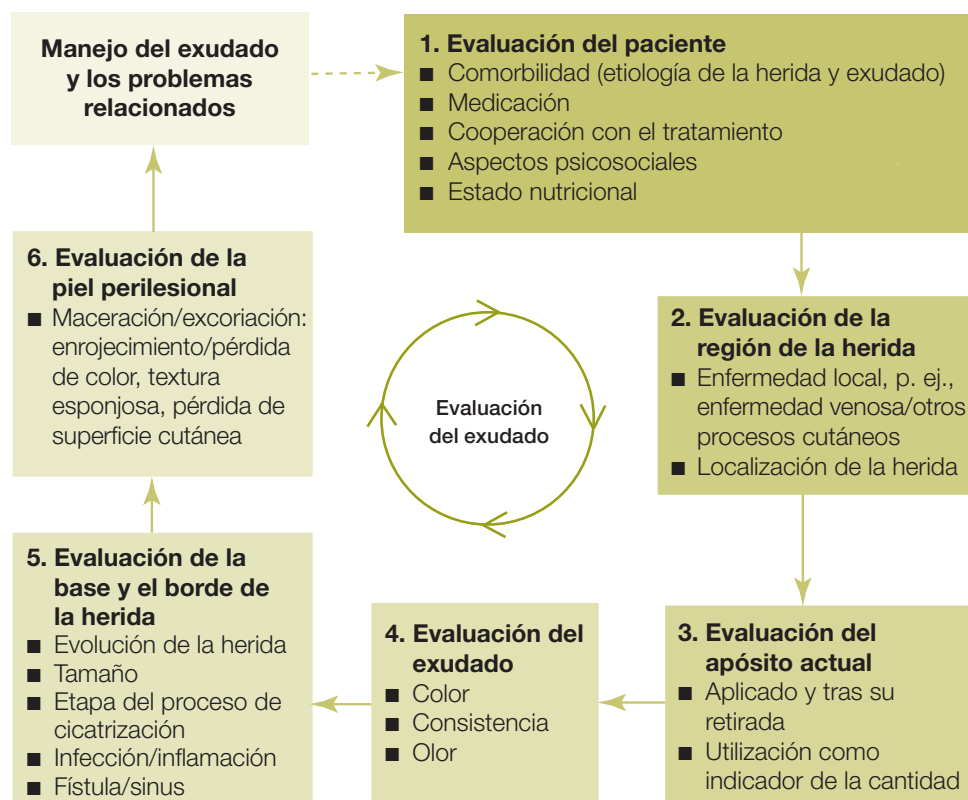 Manejo del exudado
y los problemas
relacionados
1. Evaluación del paciente
■ Comorbilidad (etiología de la herida y exudado)
■ Medicación
■ Cooperación con el tratamiento
■ Aspectos psicosociales
■ Estado nutricional
2. Evaluación de la
región de la herida
■ Enfermedad local, p. ej.,
enfermedad venosa/otros
procesos cutáneos
■ Localización de la herida
3. Evaluación del
apósito actual
■ Aplicado y tras su
retirada
■ Utilización como
indicador de la cantidad
4. Evaluación del
exudado
■ Color
■ Consistencia
■ Olor
5. Evaluación de la
base y el borde de
la herida
■ Evolución de la herida
■ Tamaño
■ Etapa del proceso de
cicatrización
■ Infección/inflamación
■ Fístula/sinus
6. Evaluación de la
piel perilesional
■ Maceración/excoriación:
enrojecimiento/pérdida
de color, textura
esponjosa, pérdida de
superficie cutánea
Evaluación
del exudado